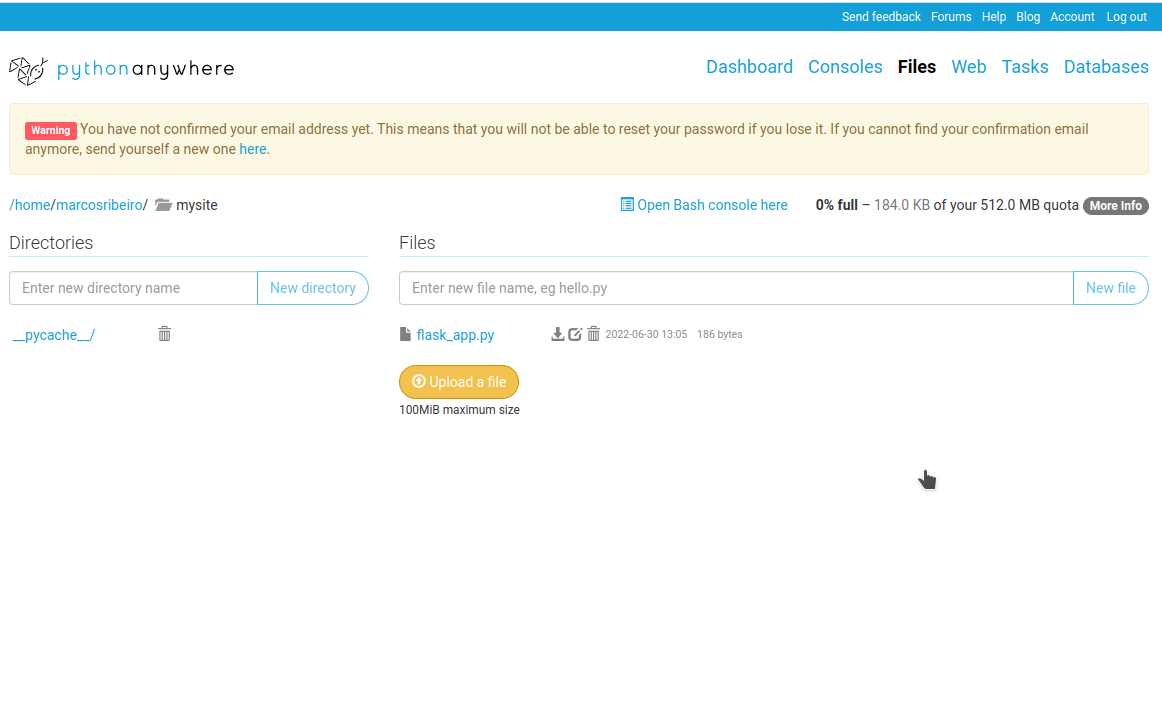 Send feedback Forums Help Blog Account Log out
pythonanywhere
Dashboard Consoles Files Web Tasks Databases
Warning You have not confirmed your email address yet. This means that you will not be able to reset your password if you lose it. If you cannot find your confirmation email
anymore, send yourself a new one here.
/home/marcosribeiro/ mysite
Open Bash console here
0% full – 184.0 KB of your 512.0 MB quota More Info
Directories
Enter new directory name New directory
__pycache__/
Files
Enter new file name, eg hello.py New file
flask_app.py 2022-06-30 13:05 186 bytes
Upload a file
100MiB maximum size